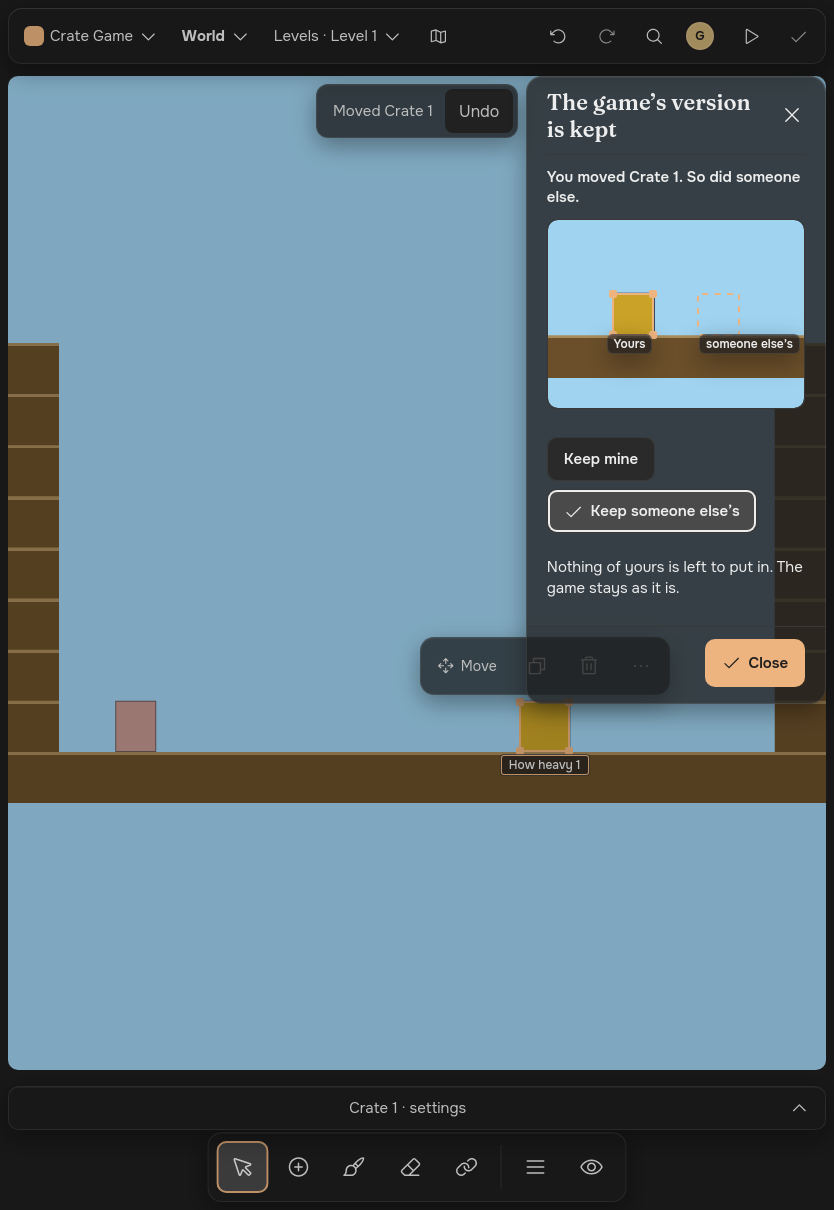 Crate Game
World
Levels · Level 1
G
Moved Crate 1
Undo
The game’s version
is kept
You moved Crate 1. So did someone
else.
Yours
someone else’s
Keep mine
Keep someone else’s
Nothing of yours is left to put in. The
game stays as it is.
Move
Close
How heavy 1
Crate 1 · settings